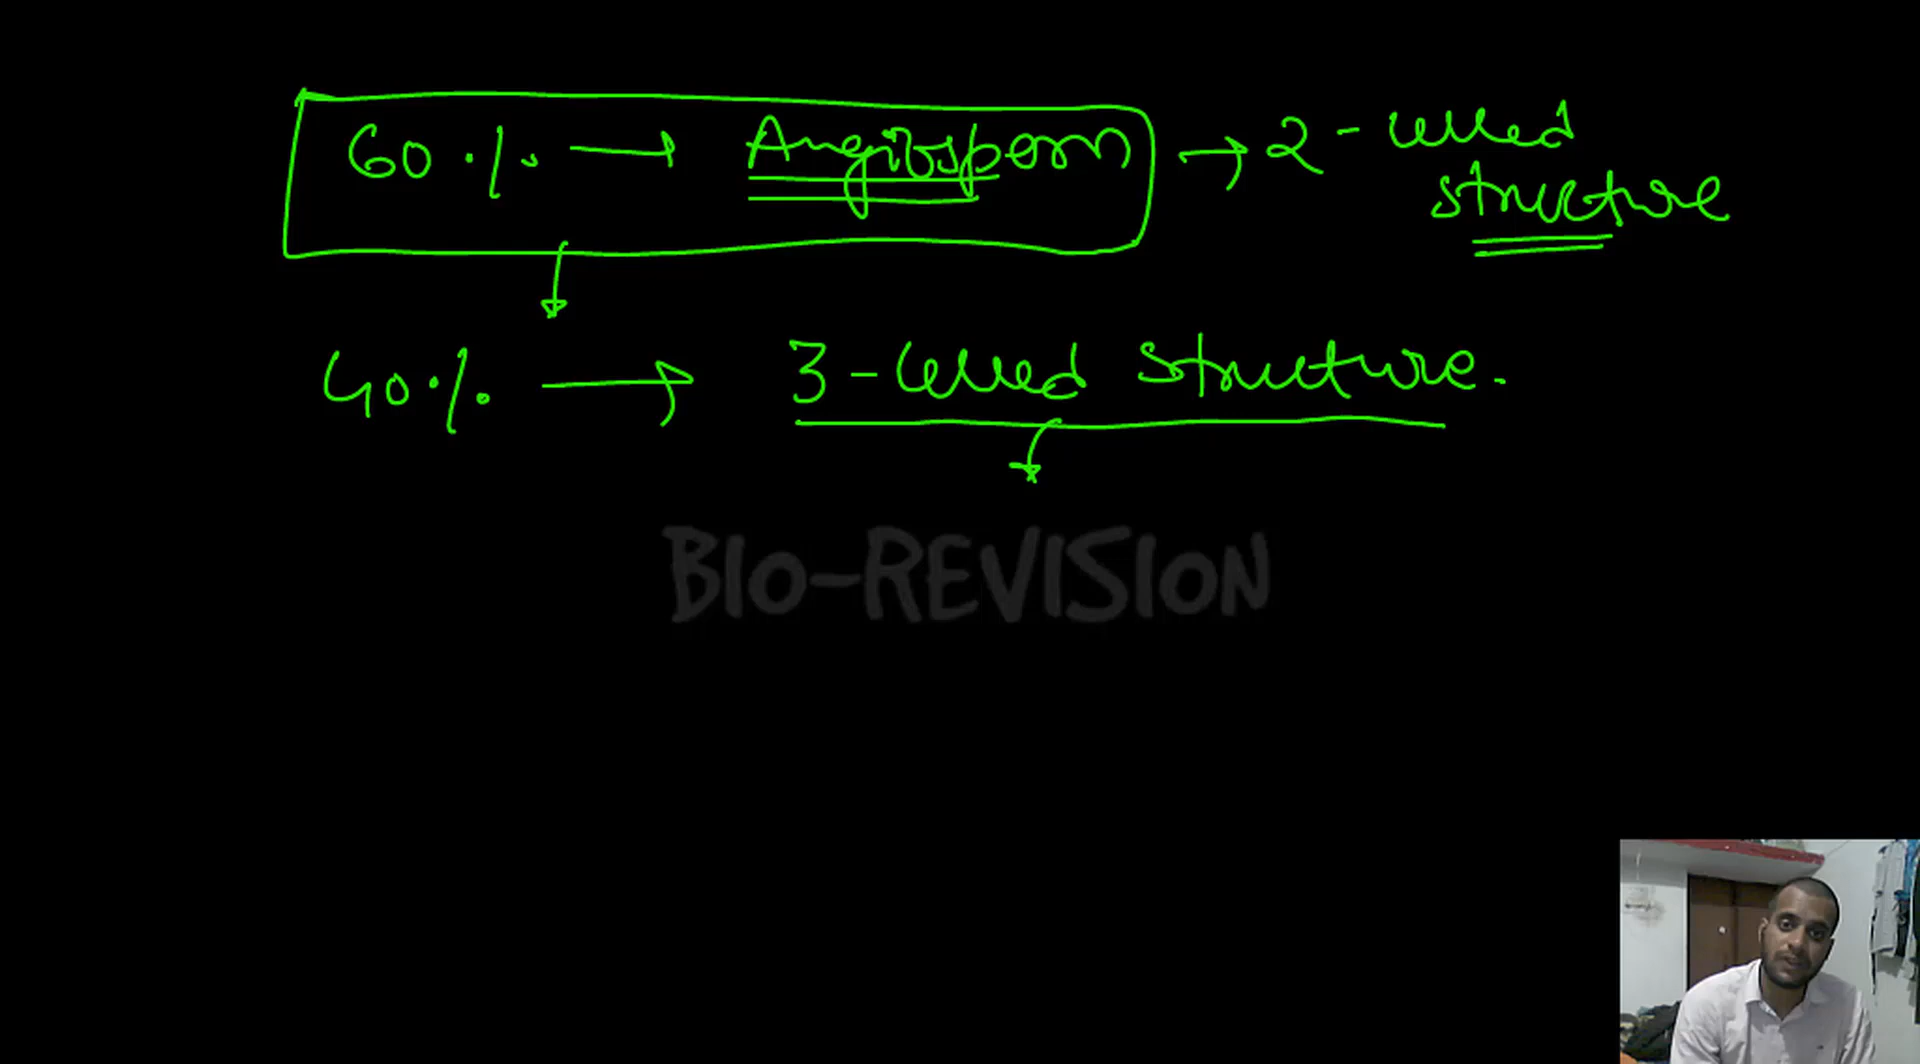 60 % → Angiosperm → 2-celled
structure
40 % → 3-celled structure.
BIO-REVISION